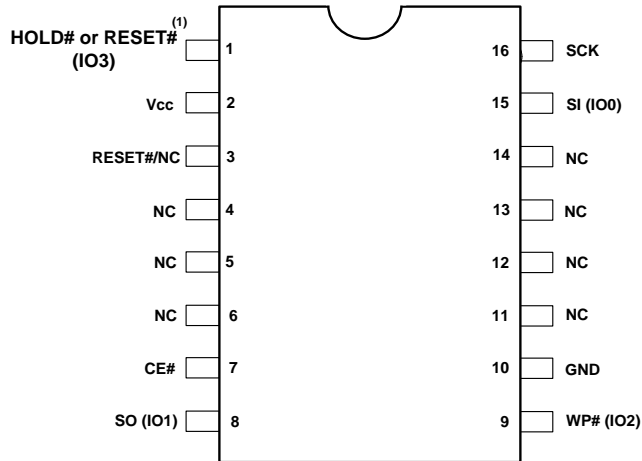 HOLD# or RESET# (1) 1 16 SCK
(IO3)
Vcc 2 15 SI (IO0)
RESET#/NC 3 14 NC
NC 4 13 NC
NC 5 12 NC
NC 6 11 NC
CE# 7 10 GND
SO (IO1) 8 9 WP# (IO2)